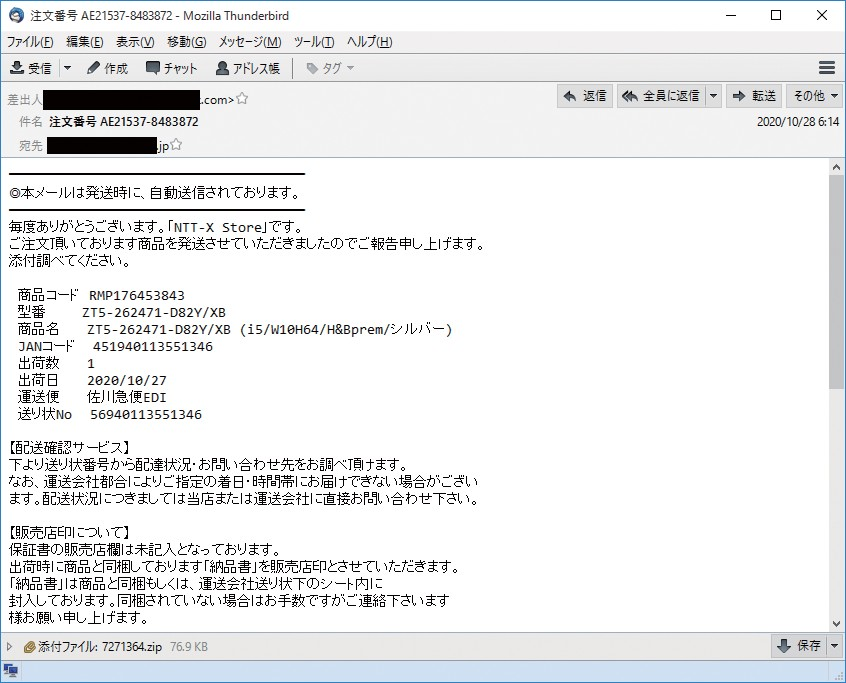 注文番号 AE21537-8483872 - Mozilla Thunderbird
ファイル(F) 編集(E) 表示(V) 移動(G) メッセージ(M) ツール(T) ヘルプ(H)
受信 作成 チャット アドレス帳 タグ
差出人 .com> 返信 全員に返信 転送 その他
件名 注文番号 AE21537-8483872 2020/10/28 6:14
宛先 .jp
◎本メールは発送時に、自動送信されております。
毎度ありがとうございます。「NTT-X Store」です。
ご注文頂いております商品を発送させていただきましたのでご報告申し上げます。
添付調べてください。
商品コード RMP176453843
型番 ZT5-262471-D82Y/XB
商品名 ZT5-262471-D82Y/XB (i5/W10H64/H&Bprem/シルバー)
JANコード 451940113551346
出荷数 1
出荷日 2020/10/27
運送便 佐川急便EDI
送り状No 56940113551346
【配送確認サービス】
下より送り状番号から配達状況・お問い合わせ先をお調べ頂けます。
なお、運送会社都合によりご指定の着日・時間帯にお届けできない場合がござい
ます。配送状況につきましては当店または運送会社に直接お問い合わせ下さい。
【販売店印について】
保証書の販売店欄は未記入となっております。
出荷時に商品と同梱しております「納品書」を販売店印とさせていただきます。
「納品書」は商品と同梱もしくは、運送会社送り状下のシート内に
封入しております。同梱されていない場合はお手数ですがご連絡下さいます
様お願い申し上げます。
添付ファイル: 7271364.zip 76.9 KB 保存